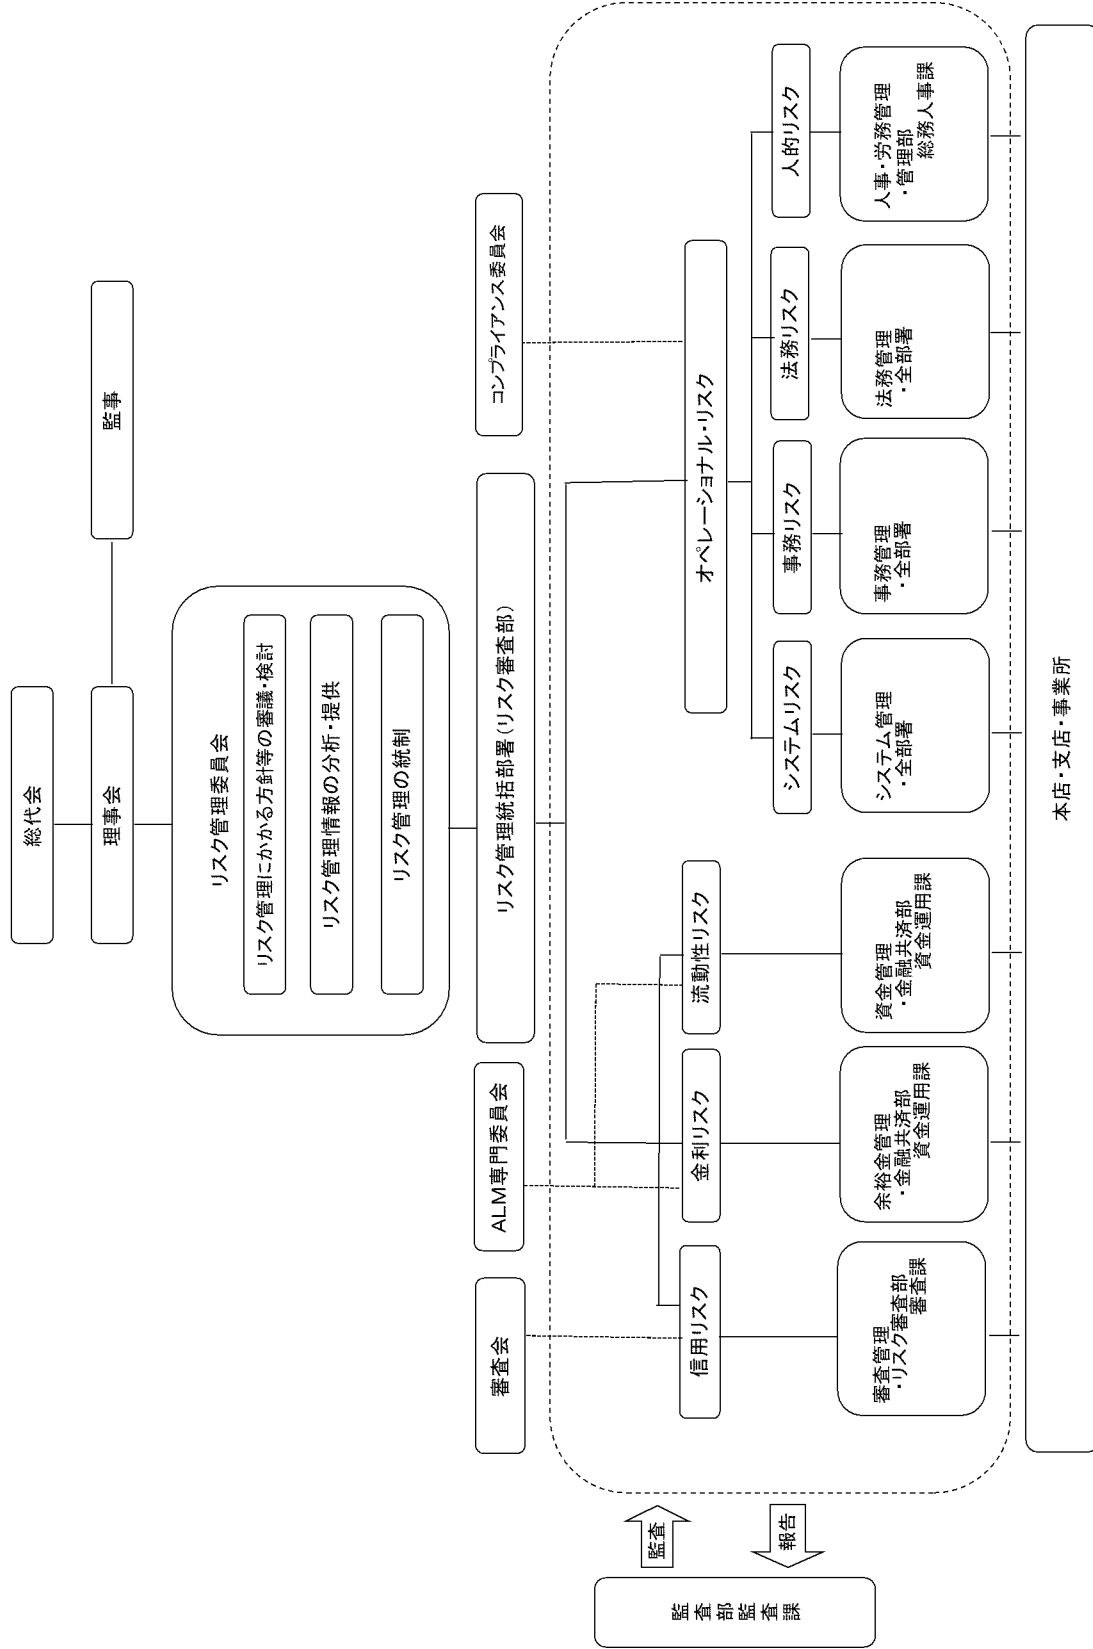 総代会
理事会
監事
リスク管理委員会
リスク管理にかかる方針等の審議・検討
リスク管理情報の分析・提供
リスク管理の統制
審査会
ALM専門委員会
リスク管理統括部署(リスク審査部)
コンプライアンス委員会
信用リスク
金利リスク
流動性リスク
オペレーショナル・リスク
システムリスク
事務リスク
法務リスク
人的リスク
審査管理
・リスク審査部
審査課
余裕金管理
・金融共済部
資金運用課
資金管理
・金融共済部
資金運用課
システム管理
・全部署
事務管理
・全部署
法務管理
・全部署
人事・労務管理
・管理部
総務人事課
監査
報告
監査部監査課
本店・支店・事業所